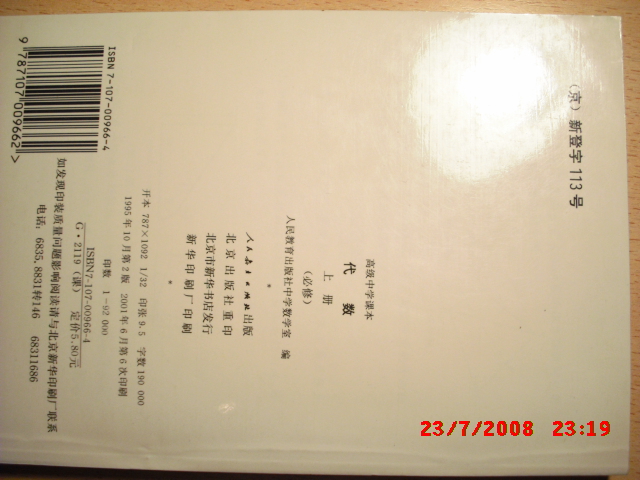 (京)新登字113号
高级中学课本
代数
上册
(必修)
人民教育出版社中学数学室 编
*
人民教育出版社出版
北京出版社重印
北京市新华书店发行
新华印刷厂印刷
*
开本 787×1092 1/32 印张9.5 字数190 000
1995年10月第2版 2001年6月第6次印刷
印数 1-92 000
ISBN7-107-00966-4
G·2119(课) 定价5.80元
如发现印装质量问题影响阅读请与北京新华印刷厂联系
电话:6835.8831转146 68311686
ISBN 7-107-00966-4
9 787107 009662>
23/7/2008 23:19